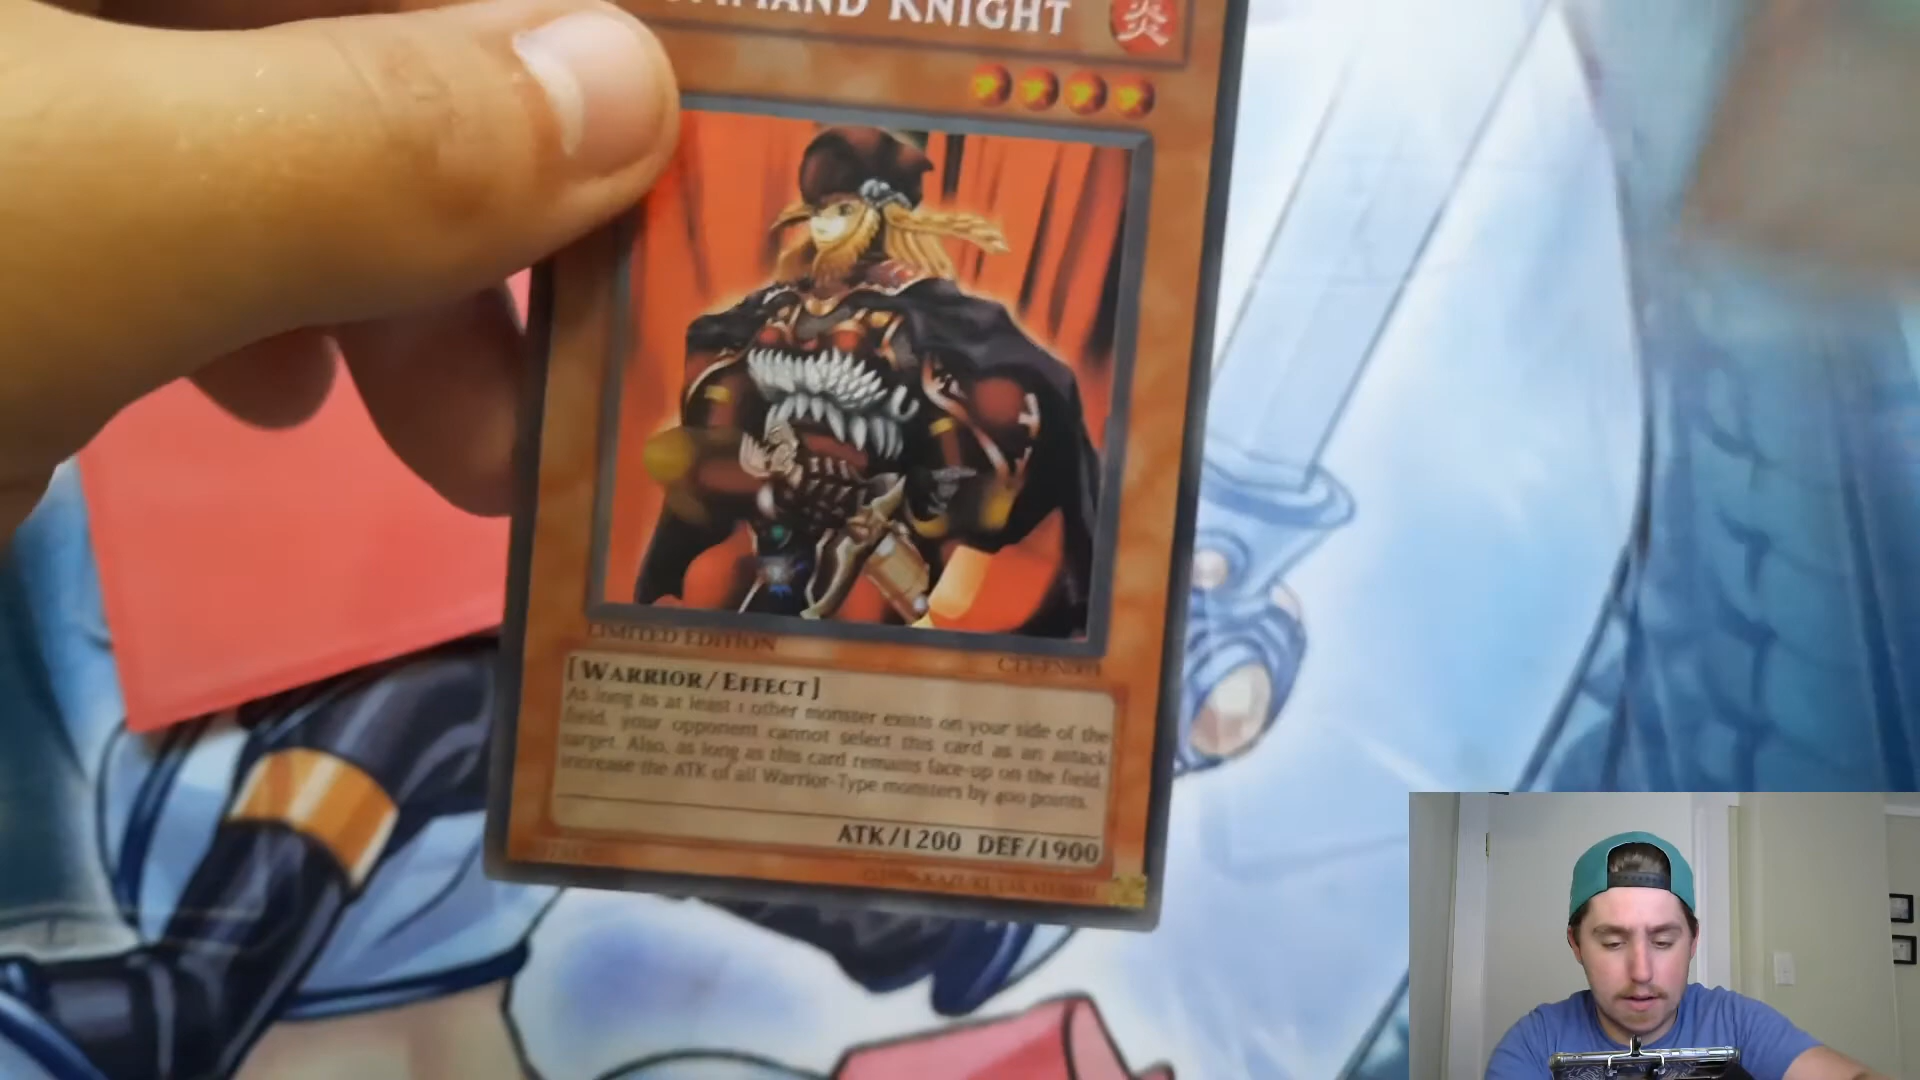 KNIGHT
炎
LIMITED EDITION
[WARRIOR/EFFECT]
As long as at least 1 other monster exists on your side of the
field, your opponent cannot select this card as an attack
target. Also, as long as this card remains face-up on the field,
increase the ATK of all Warrior-Type monsters by 400 points.
ATK/1200 DEF/1900